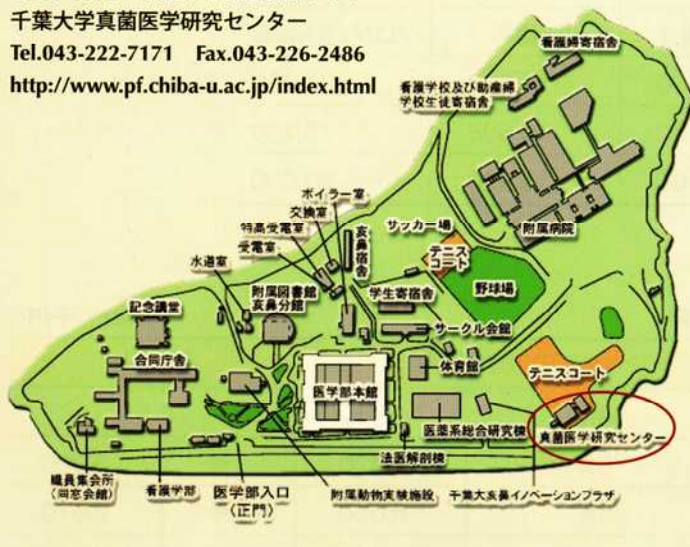 千葉大学真菌医学研究センター
Tel.043-222-7171 Fax.043-226-2486
http://www.pf.chiba-u.ac.jp/index.html
看護婦寄宿舎
看護学校及び助産婦
学校生徒寄宿舎
附属病院
ボイラー室
交換室
特高受電室
受電室
水道室
亥鼻宿舎
サッカー場
テニス
コート
野球場
記念講堂
附属図書館
亥鼻分館
学生寄宿舎
サークル会館
合同庁舎
体育館
テニスコート
医学部本館
医薬系総合研究棟
真菌医学研究センター
法医解剖棟
職員集会所
(同窓会館)
看護学部
医学部入口
(正門)
附属動物実験施設
千葉大亥鼻イノベーションプラザ